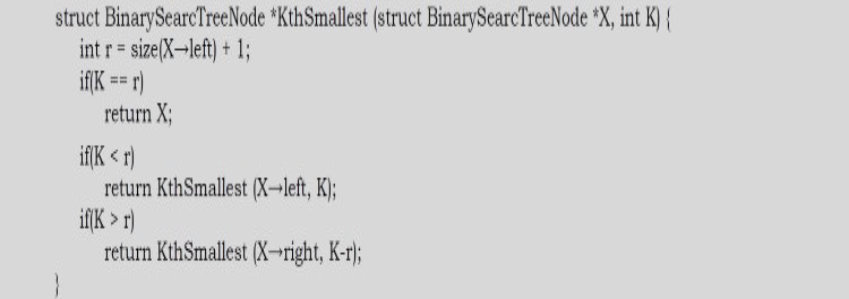 struct BinarySearcTreeNode *KthSmallest (struct BinarySearcTreeNode *X, int K) {
int r = size(X→left) + 1;
if(K == r)
return X;
if(K < r)
return KthSmallest (X→left, K);
if(K > r)
return KthSmallest (X→right, K-r);
}